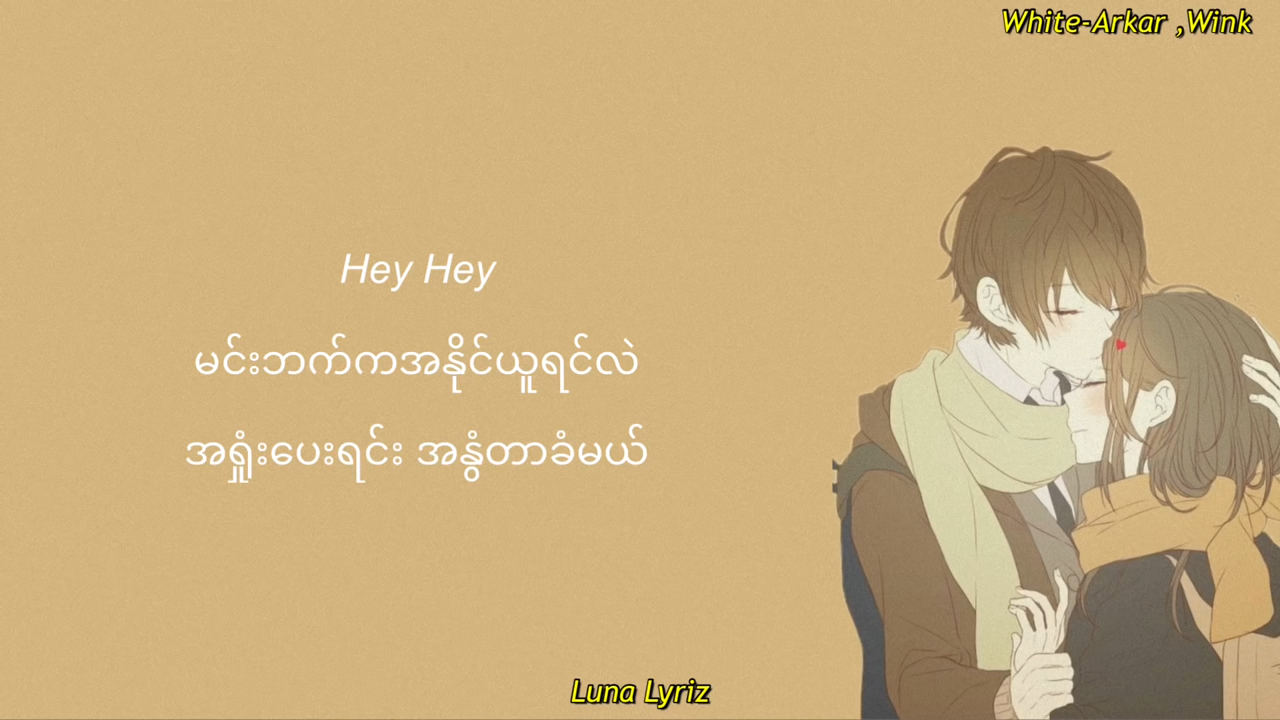 White-Arkar ,Wink
Hey Hey
မင်းဘက်ကအနိုင်ယူရင်လဲ
အရှုံးပေးရင်း အနွံတာခံမယ်
Luna Lyriz